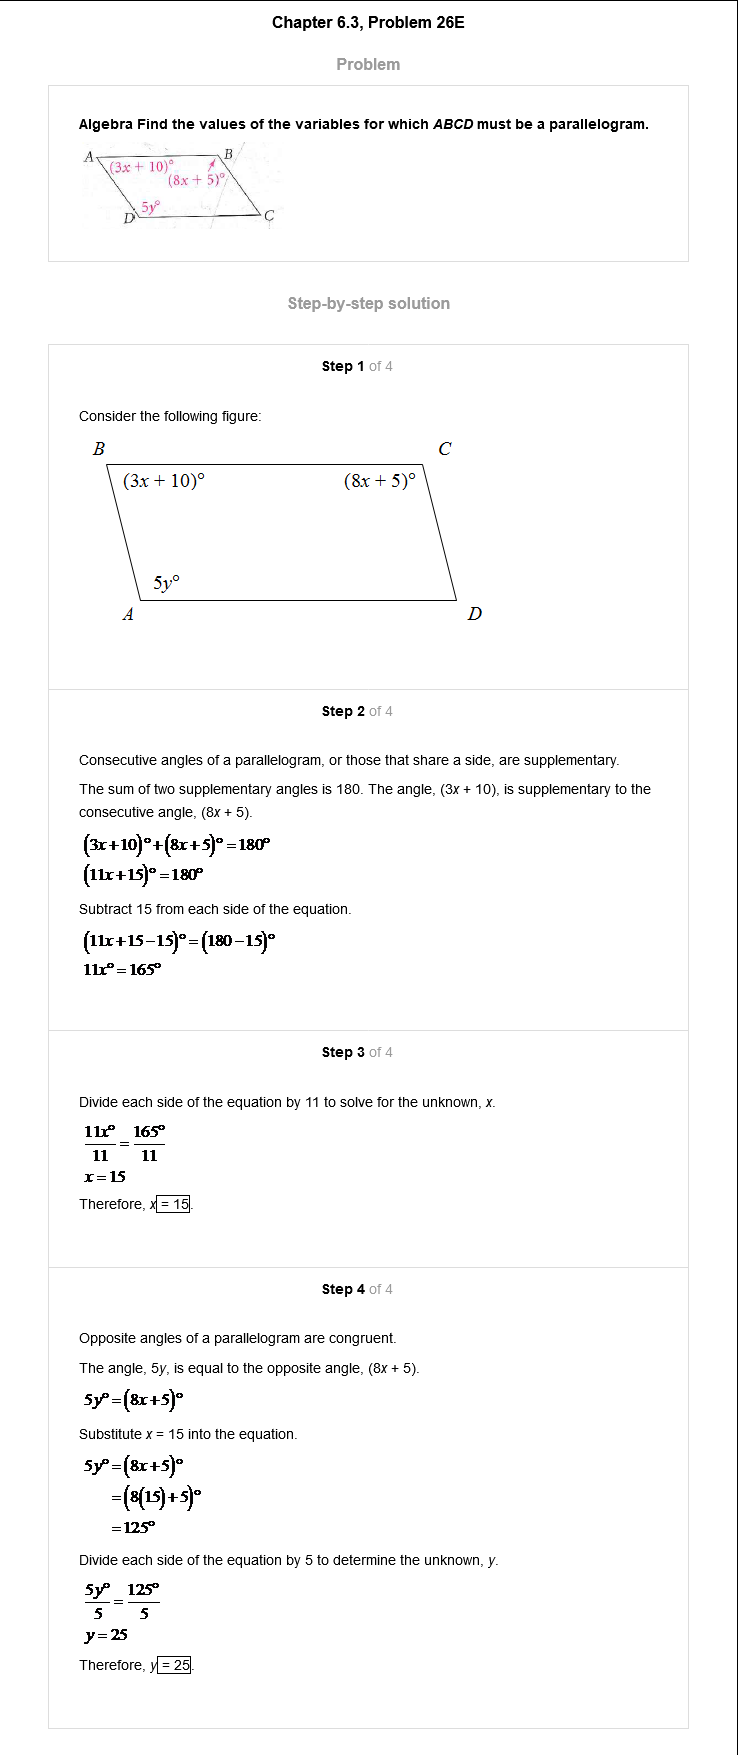 Chapter 6.3, Problem 26E
Problem
Algebra Find the values of the variables for which ABCD must be a parallelogram.
A
B
(3x + 10)°
(8x + 5)°
5y°
D
C
Step-by-step solution
Step 1 of 4
Consider the following figure:
B
C
(3x + 10)°
(8x + 5)°
5y°
A
D
Step 2 of 4
Consecutive angles of a parallelogram, or those that share a side, are supplementary.
The sum of two supplementary angles is 180. The angle, (3x + 10), is supplementary to the
consecutive angle, (8x + 5).
(3x+10)°+(8x+5)°=180°
(11x+15)°=180°
Subtract 15 from each side of the equation.
(11x+15−15)°=(180−15)°
11x°=165°
Step 3 of 4
Divide each side of the equation by 11 to solve for the unknown, x.
11x°/11 = 165°/11
x=15
Therefore, x = 15.
Step 4 of 4
Opposite angles of a parallelogram are congruent.
The angle, 5y, is equal to the opposite angle, (8x + 5).
5y°=(8x+5)°
Substitute x = 15 into the equation.
5y°=(8x+5)°
=(8(15)+5)°
=125°
Divide each side of the equation by 5 to determine the unknown, y.
5y°/5 = 125°/5
y=25
Therefore, y = 25.